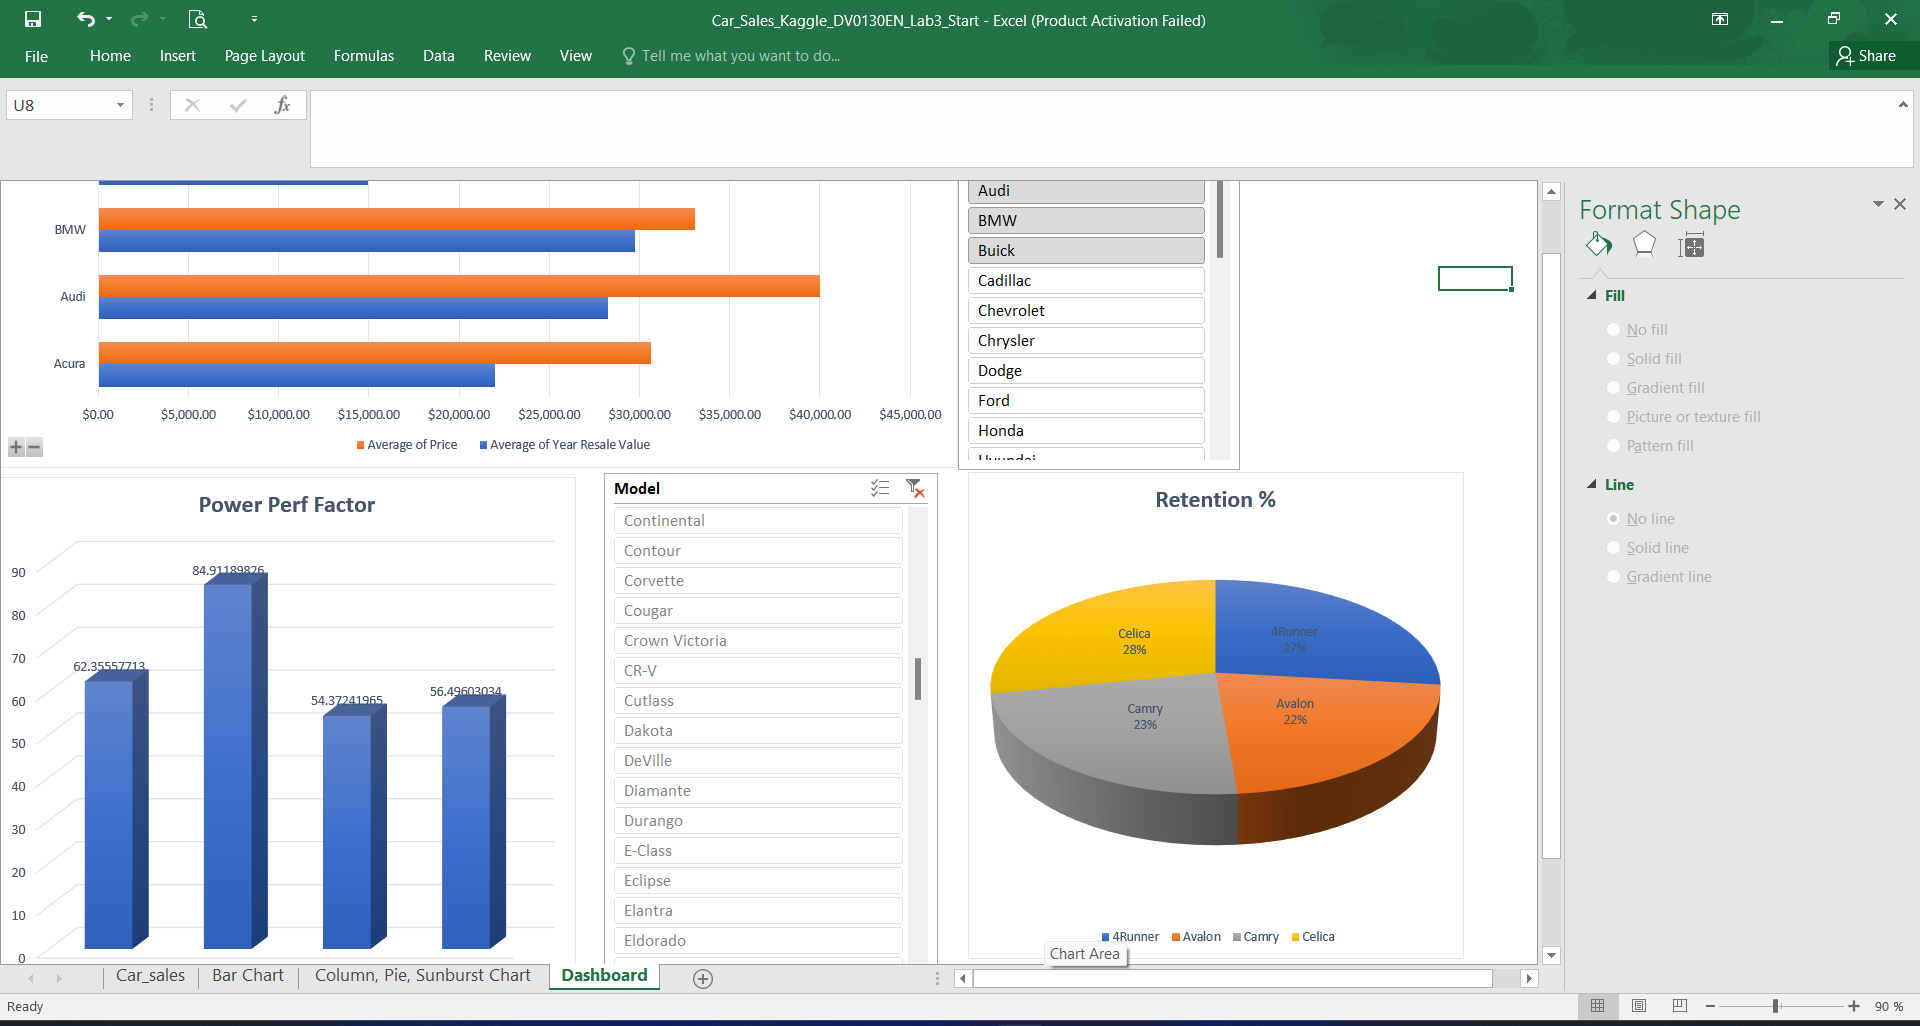 Car_Sales_Kaggle_DV0130EN_Lab3_Start - Excel (Product Activation Failed)
File Home Insert Page Layout Formulas Data Review View Tell me what you want to do... Share
U8 fx
BMW
Audi
Acura
$0.00 $5,000.00 $10,000.00 $15,000.00 $20,000.00 $25,000.00 $30,000.00 $35,000.00 $40,000.00 $45,000.00
Average of Price Average of Year Resale Value
Audi
BMW
Buick
Cadillac
Chevrolet
Chrysler
Dodge
Ford
Honda
Hyundai
Format Shape
Fill
No fill
Solid fill
Gradient fill
Picture or texture fill
Pattern fill
Line
No line
Solid line
Gradient line
Power Perf Factor
90
80
70
60
50
40
30
20
10
0
62.35557713
84.91189826
54.37241965
56.49603034
Model
Continental
Contour
Corvette
Cougar
Crown Victoria
CR-V
Cutlass
Dakota
DeVille
Diamante
Durango
E-Class
Eclipse
Elantra
Eldorado
Retention %
Celica
28%
4Runner
27%
Camry
23%
Avalon
22%
4Runner Avalon Camry Celica
Chart Area
Car_sales Bar Chart Column, Pie, Sunburst Chart Dashboard
Ready
90 %